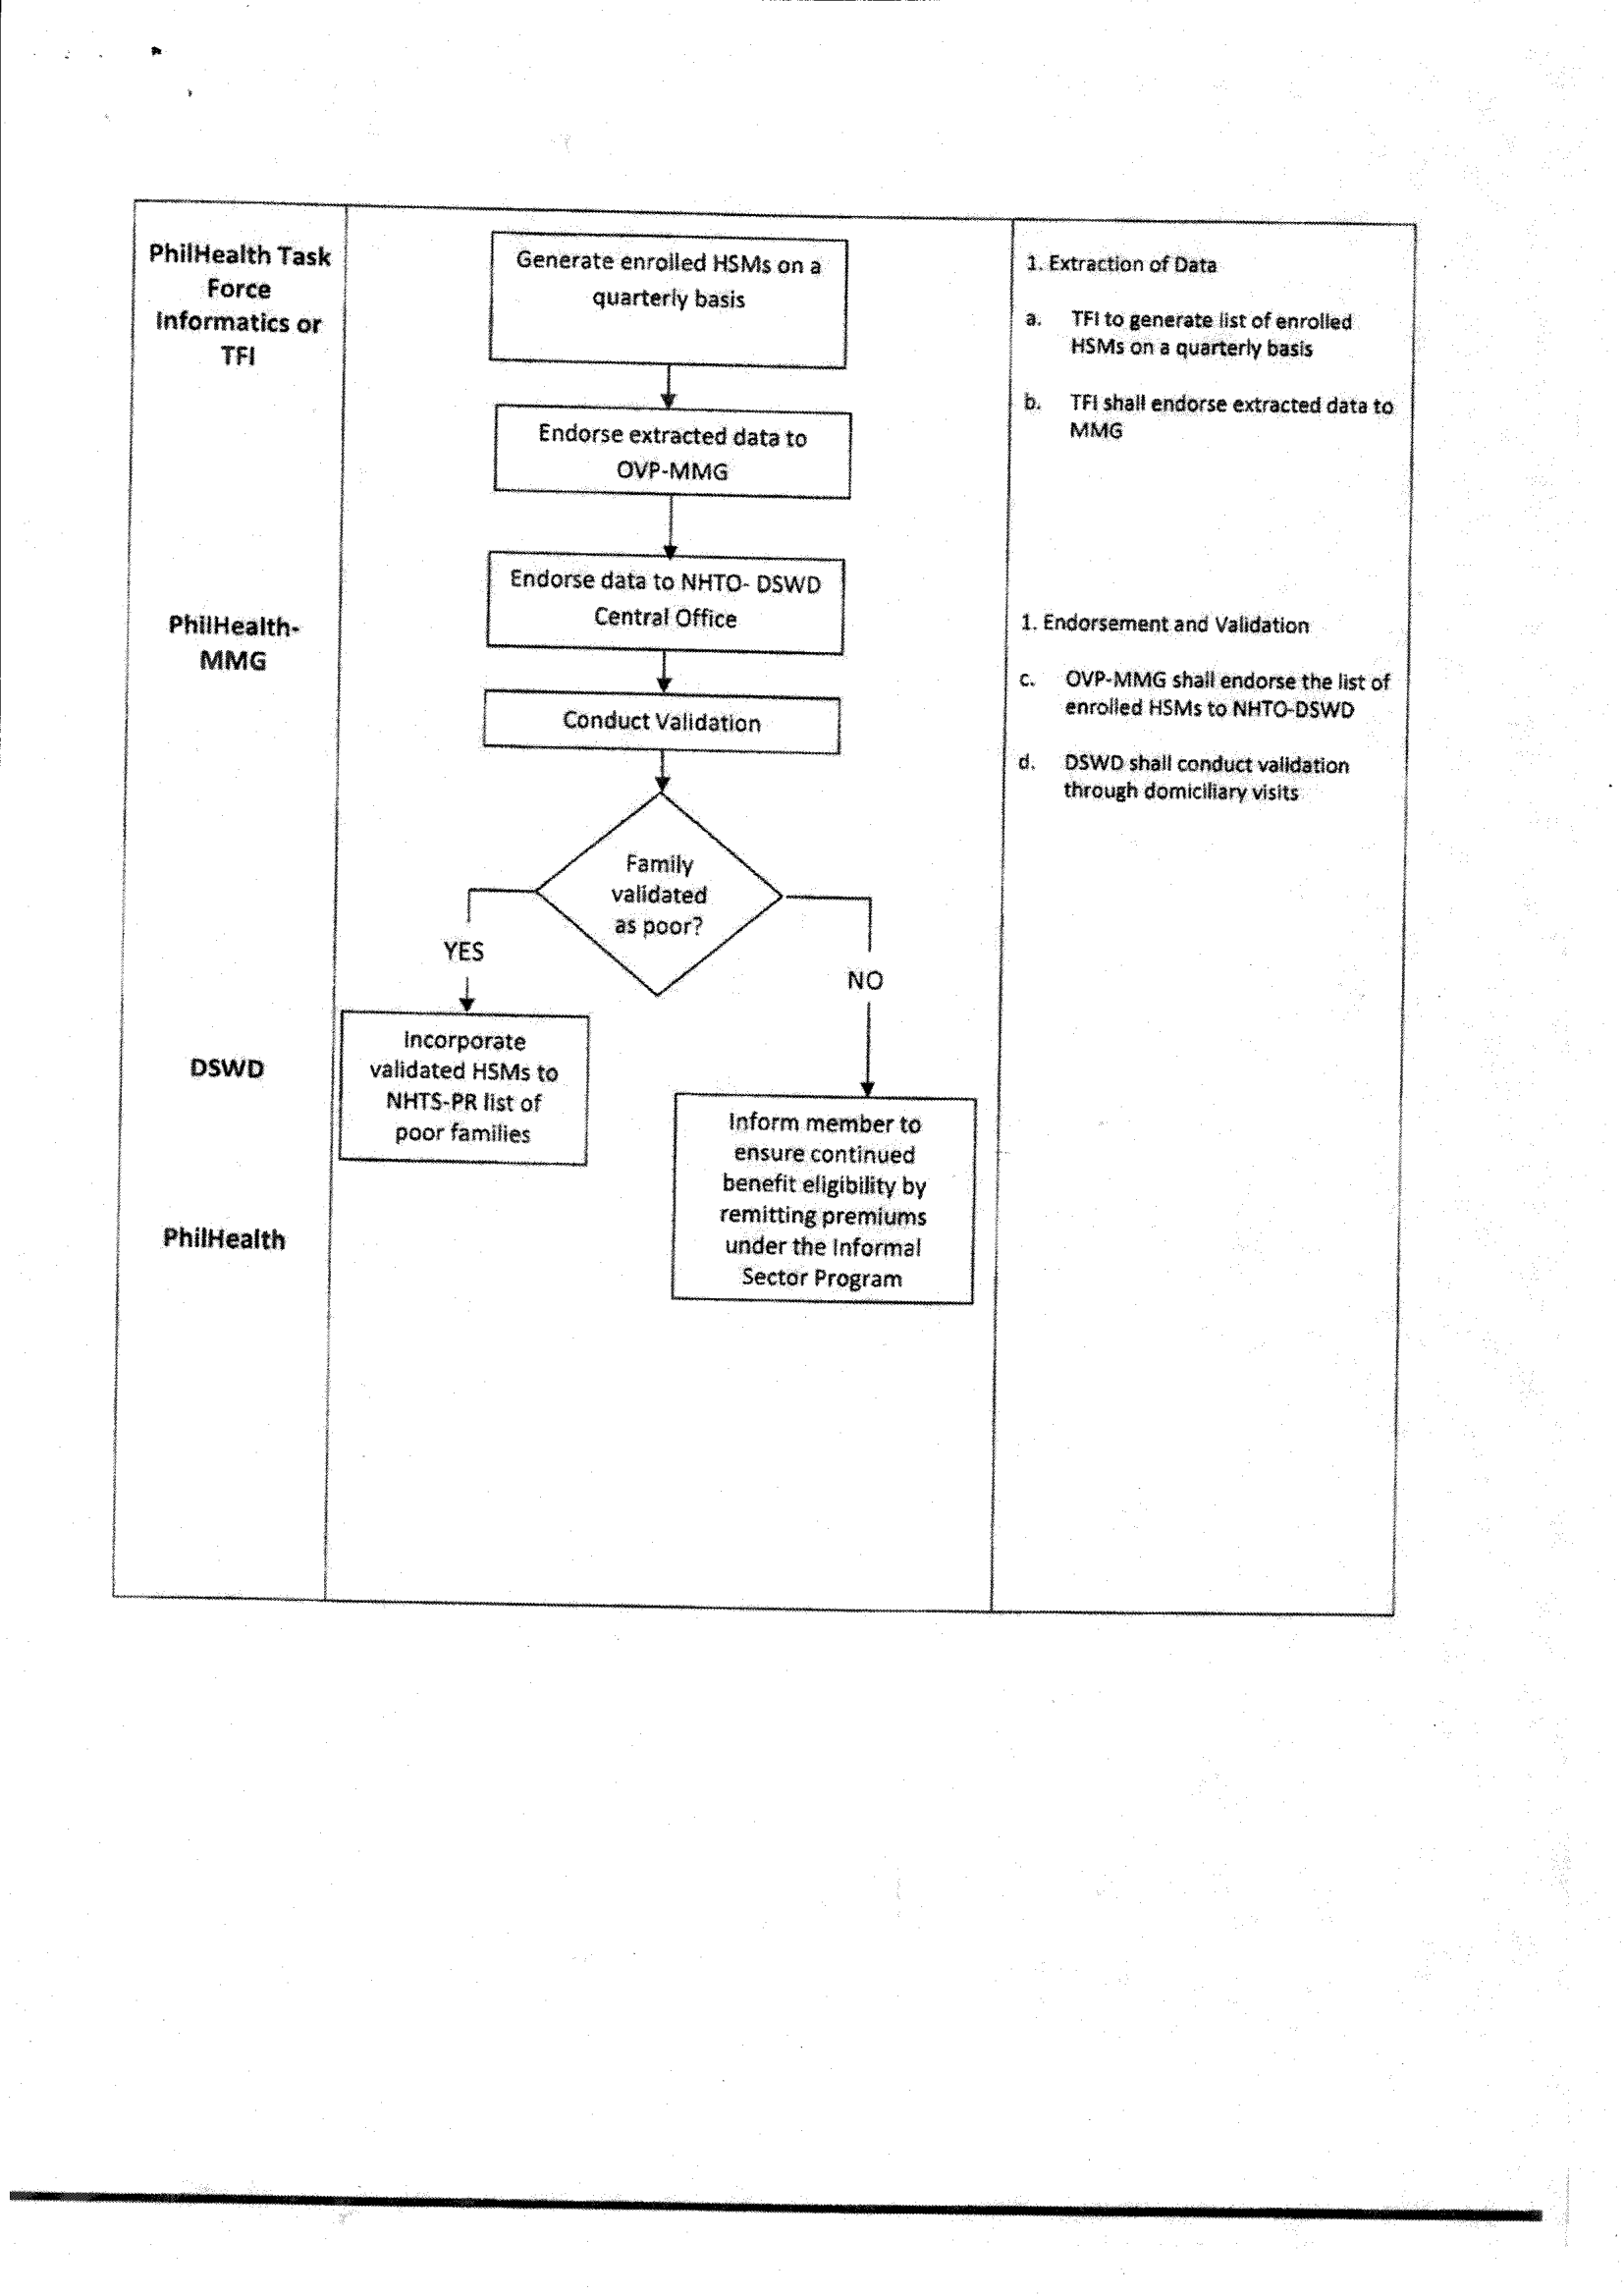 PhilHealth Task
Force
Informatics or
TFI
Generate enrolled HSMs on a
quarterly basis
1. Extraction of Data
a. TFI to generate list of enrolled
HSMs on a quarterly basis
b. TFI shall endorse extracted data to
MMG
Endorse extracted data to
OVP-MMG
Endorse data to NHTO- DSWD
Central Office
PhilHealth-
MMG
1. Endorsement and Validation
c. OVP-MMG shall endorse the list of
enrolled HSMs to NHTO-DSWD
d. DSWD shall conduct validation
through domiciliary visits
Conduct Validation
Family
validated
as poor?
YES
NO
DSWD
Incorporate
validated HSMs to
NHTS-PR list of
poor families
PhilHealth
Inform member to
ensure continued
benefit eligibility by
remitting premiums
under the Informal
Sector Program